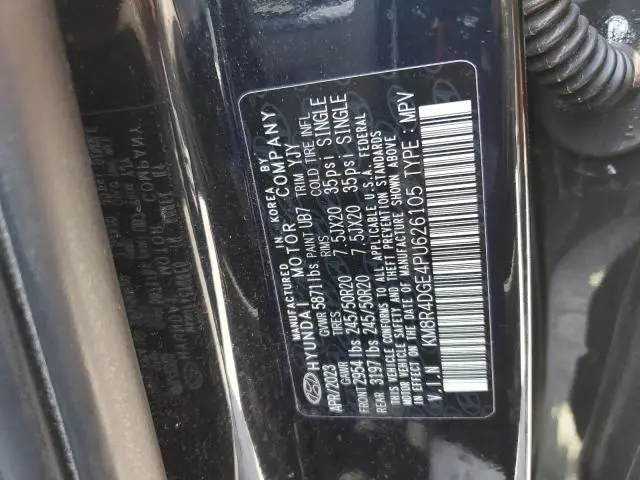 MANUFACTURED IN KOREA BY
HYUNDAI MOTOR COMPANY
APR/2023 GVWR 5871 lbs PAINT UB7 TRIM YJY
GAWR TIRES RIMS COLD TIRE INFL
FRONT 2954 lbs 245/50R20 7.5JX20 35psi SINGLE
REAR 3197 lbs 245/50R20 7.5JX20 35psi SINGLE
THIS VEHICLE CONFORMS TO ALL APPLICABLE U.S.A. FEDERAL
MOTOR VEHICLE SAFETY AND THEFT PREVENTION STANDARDS
IN EFFECT ON THE DATE OF MANUFACTURE SHOWN ABOVE
V.I.N : KM8R4DGE4PU626105 TYPE : MPV